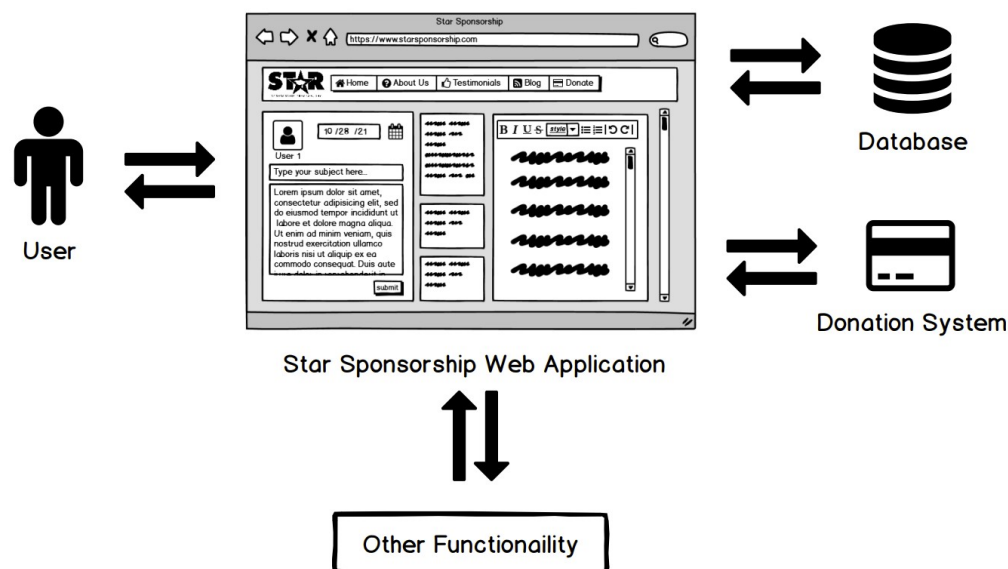 Star Sponsorship
https://www.starsponsorship.com
STAR
Home About Us Testimonials Blog Donate
10 /28 /21
User 1
Type your subject here...
Lorem ipsum dolor sit amet,
consectetur adipisicing elit, sed
do eiusmod tempor incididunt ut
labore et dolore magna aliqua.
Ut enim ad minim veniam, quis
nostrud exercitation ullamco
laboris nisi ut aliquip ex ea
commodo consequat. Duis aute
submit
B I U S style
User
Database
Donation System
Star Sponsorship Web Application
Other Functionaility